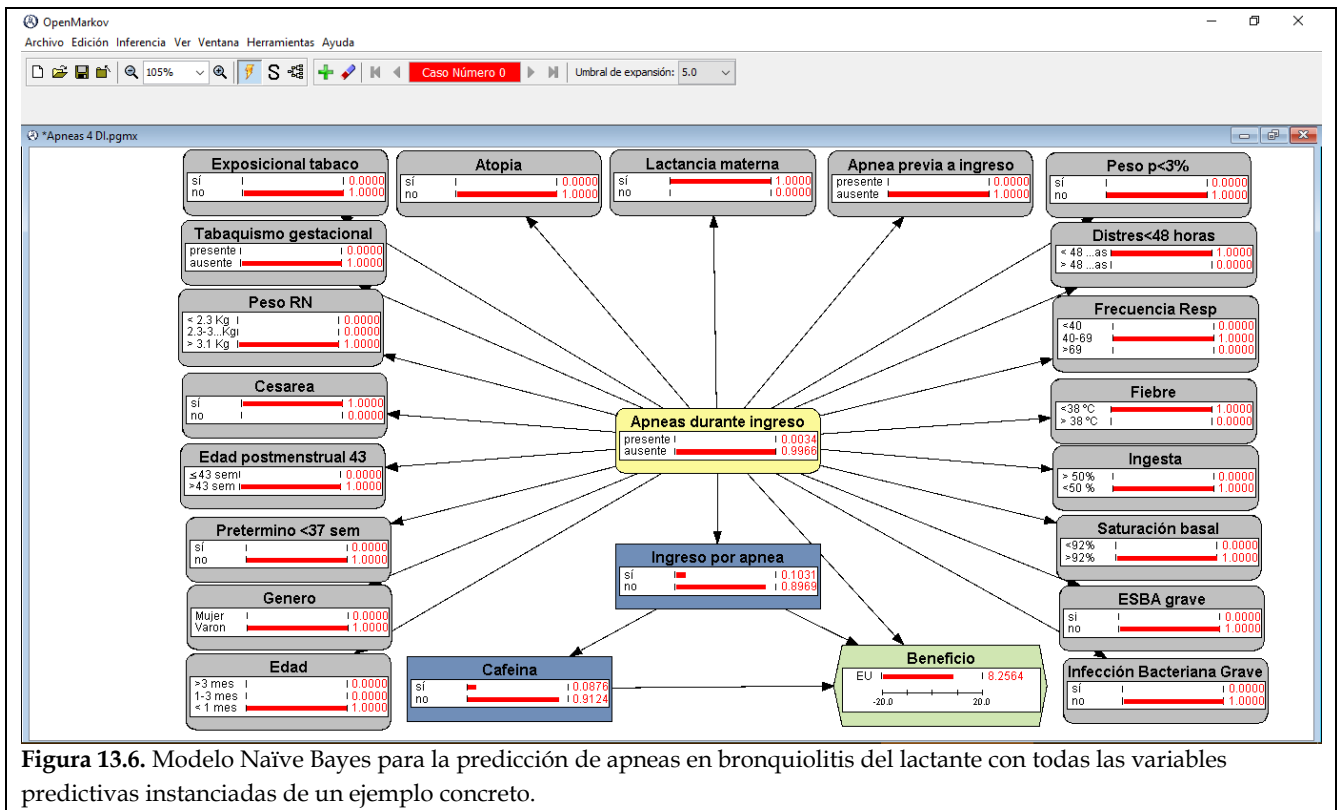 OpenMarkov
Archivo Edición Inferencia Ver Ventana Herramientas Ayuda
105% S Caso Número 0 Umbral de expansión: 5.0
*Apneas 4 DI.pgmx
Exposicional tabaco
sí 0.0000
no 1.0000
Atopia
sí 0.0000
no 1.0000
Lactancia materna
sí 1.0000
no 0.0000
Apnea previa a ingreso
presente 0.0000
ausente 1.0000
Peso p<3%
sí 0.0000
no 1.0000
Tabaquismo gestacional
presente 0.0000
ausente 1.0000
Distres<48 horas
< 48 ...as 1.0000
> 48 ...as 0.0000
Peso RN
< 2.3 Kg 0.0000
2.3-3...Kg 0.0000
> 3.1 Kg 1.0000
Frecuencia Resp
<40 0.0000
40-69 1.0000
>69 0.0000
Cesarea
sí 1.0000
no 0.0000
Fiebre
<38 ºC 1.0000
> 38 ºC 0.0000
Apneas durante ingreso
presente 0.0034
ausente 0.9966
Edad postmenstrual 43
≤43 sem 0.0000
>43 sem 1.0000
Ingesta
> 50% 0.0000
<50 % 1.0000
Pretermino <37 sem
sí 0.0000
no 1.0000
Saturación basal
<92% 0.0000
>92% 1.0000
Ingreso por apnea
sí 0.1031
no 0.8969
Genero
Mujer 0.0000
Varon 1.0000
ESBA grave
si 0.0000
no 1.0000
Edad
>3 mes 0.0000
1-3 mes 0.0000
< 1 mes 1.0000
Cafeina
sí 0.0876
no 0.9124
Beneficio
EU 8.2564
-20.0 20.0
Infección Bacteriana Grave
sí 0.0000
no 1.0000
Figura 13.6. Modelo Naïve Bayes para la predicción de apneas en bronquiolitis del lactante con todas las variables
predictivas instanciadas de un ejemplo concreto.